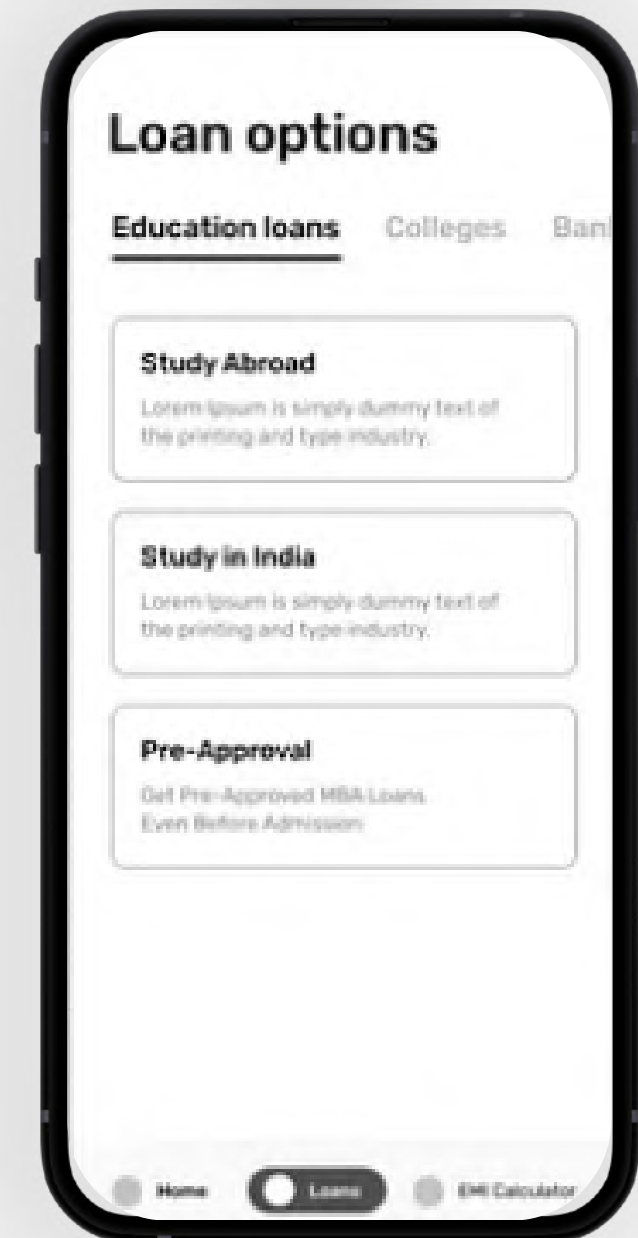 Loan options
Education loans Colleges Ban
Study Abroad
Lorem Ipsum is simply dummy text of
the printing and type industry.
Study in India
Lorem Ipsum is simply dummy text of
the printing and type industry.
Pre-Approval
Get Pre-Approved MBA Loans
Even Before Admission
Home Loans EMI Calculator